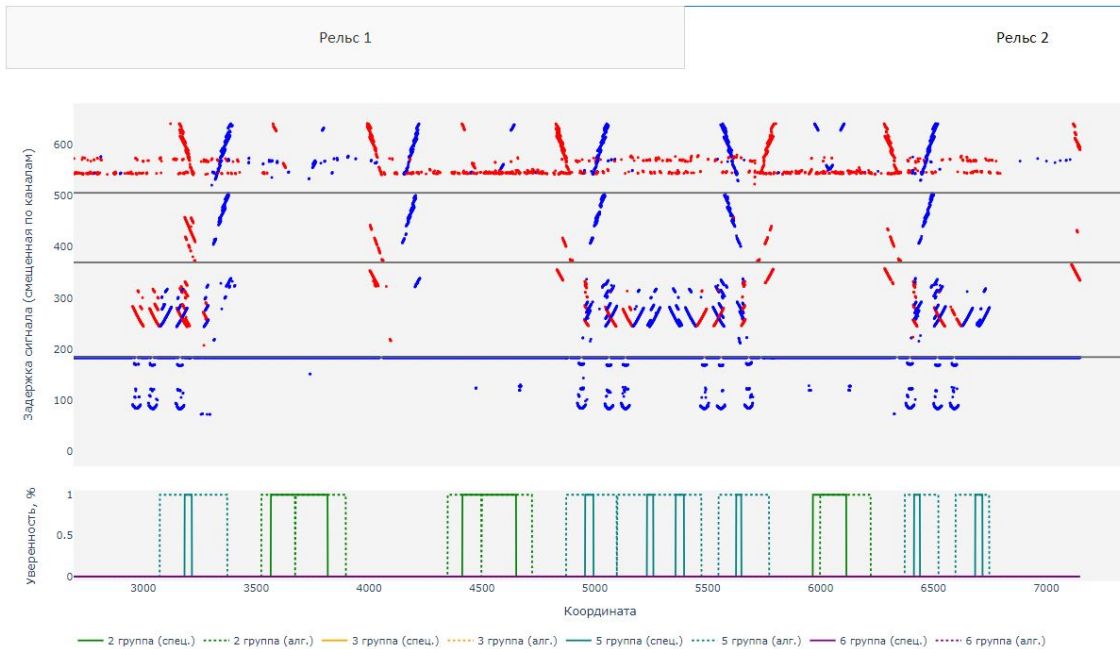 Рельс 1
Рельс 2
Задержка сигнала (смещенная по каналам)
600
500
400
300
200
100
0
Уверенность, %
1
0.5
0
3000 3500 4000 4500 5000 5500 6000 6500 7000
Координата
2 группа (спец.) 2 группа (алг.) 3 группа (спец.) 3 группа (алг.) 5 группа (спец.) 5 группа (алг.) 6 группа (спец.) 6 группа (алг.)